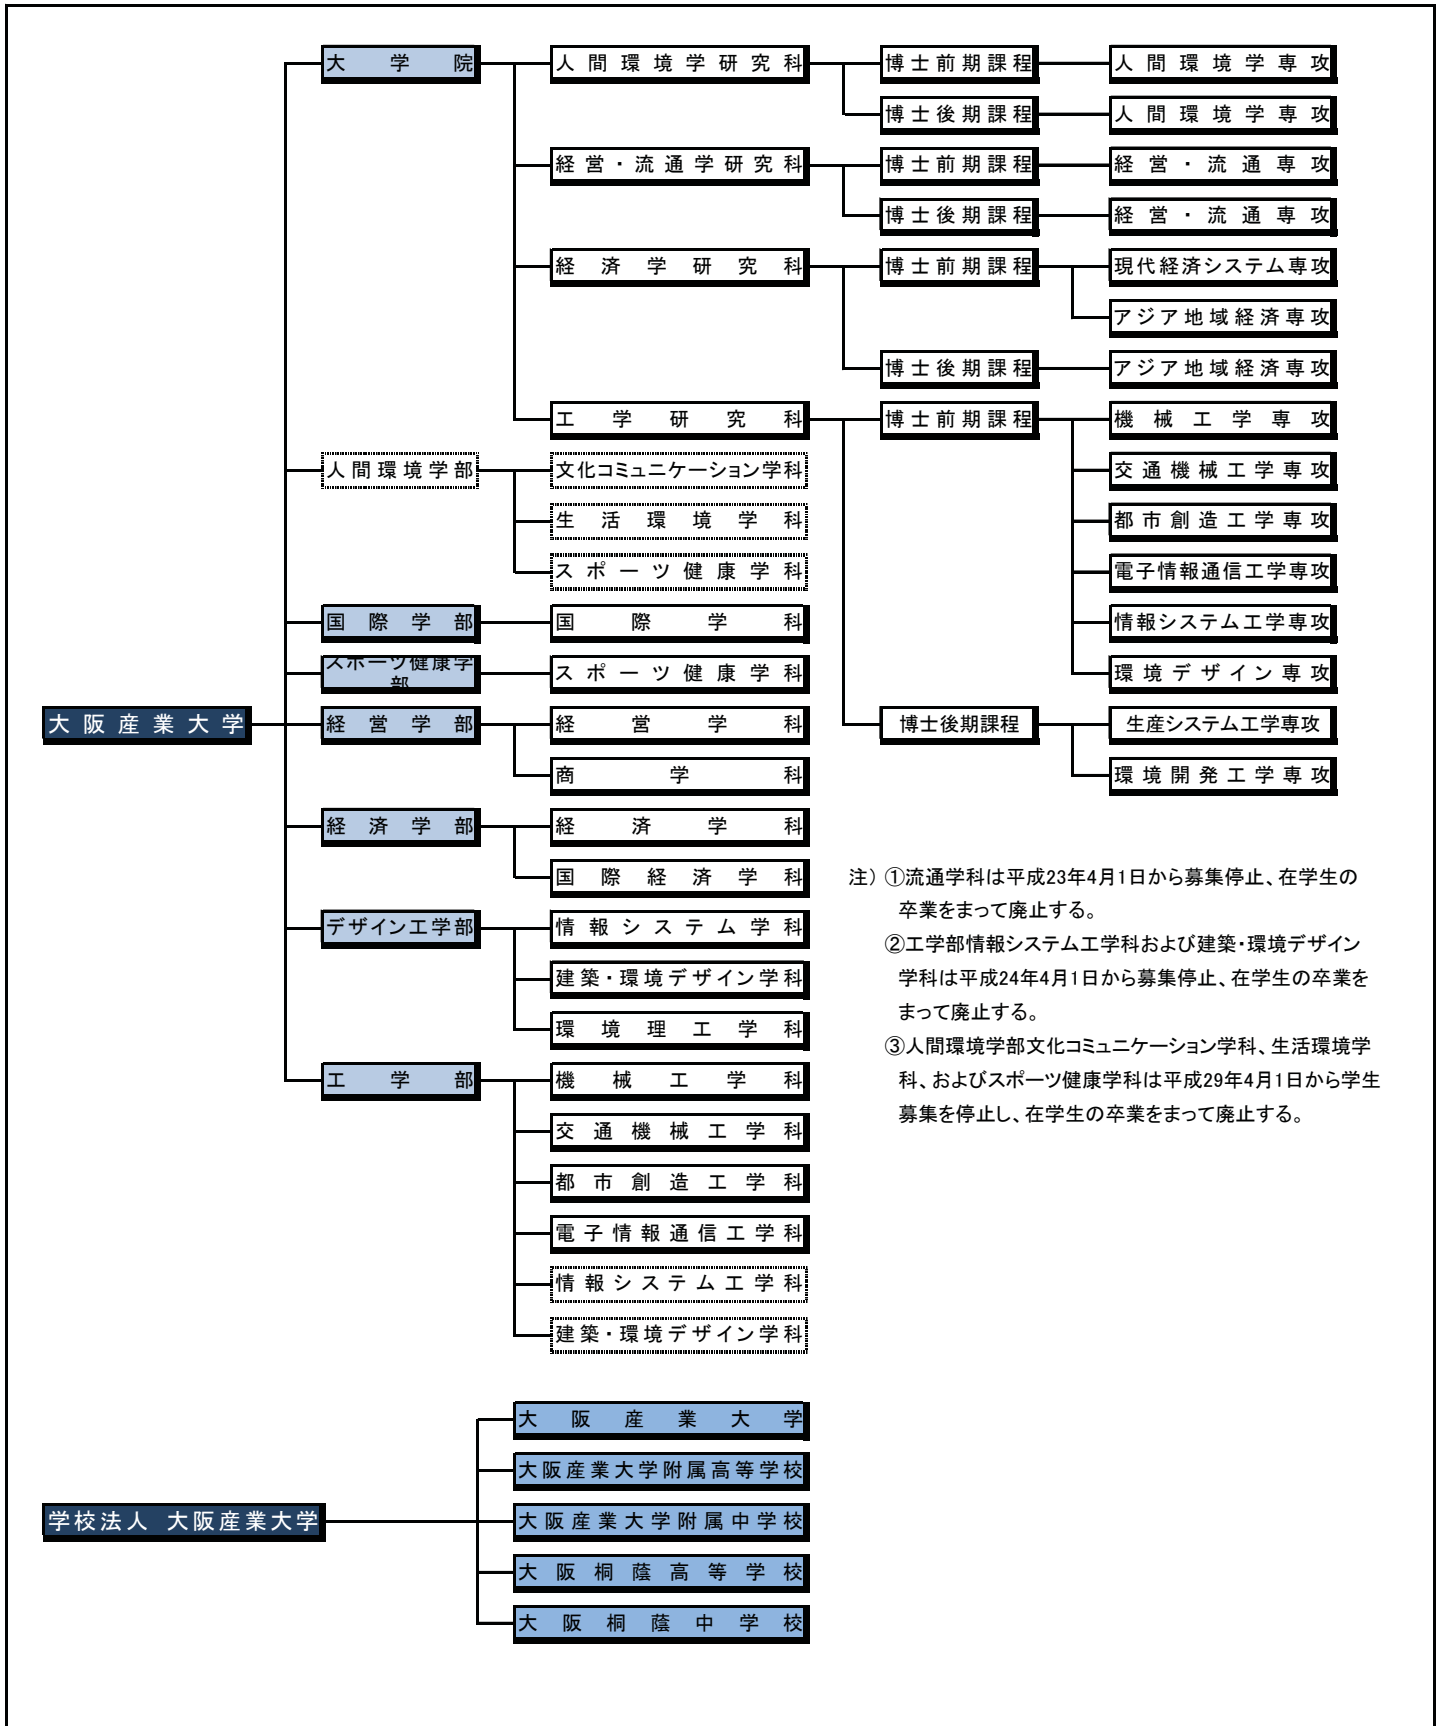 大学院 人間環境学研究科 博士前期課程 人間環境学専攻
博士後期課程 人間環境学専攻
経営・流通学研究科 博士前期課程 経営・流通専攻
博士後期課程 経営・流通専攻
経済学研究科 博士前期課程 現代経済システム専攻
アジア地域経済専攻
博士後期課程 アジア地域経済専攻
工学研究科 博士前期課程 機械工学専攻
人間環境学部 文化コミュニケーション学科 交通機械工学専攻
生活環境学科 都市創造工学専攻
スポーツ健康学科 電子情報通信工学専攻
国際学部 国際学科 情報システム工学専攻
スポーツ健康学部 スポーツ健康学科 環境デザイン専攻
大阪産業大学 経営学部 経営学科 博士後期課程 生産システム工学専攻
商学科 環境開発工学専攻
経済学部 経済学科
国際経済学科
デザイン工学部 情報システム学科
建築・環境デザイン学科
環境理工学科
工学部 機械工学科
交通機械工学科
都市創造工学科
電子情報通信工学科
情報システム工学科
建築・環境デザイン学科
注）①流通学科は平成23年4月1日から募集停止、在学生の
卒業をまって廃止する。
②工学部情報システム工学科および建築・環境デザイン
学科は平成24年4月1日から募集停止、在学生の卒業を
まって廃止する。
③人間環境学部文化コミュニケーション学科、生活環境学
科、およびスポーツ健康学科は平成29年4月1日から学生
募集を停止し、在学生の卒業をまって廃止する。
大阪産業大学
大阪産業大学附属高等学校
学校法人 大阪産業大学 大阪産業大学附属中学校
大阪桐蔭高等学校
大阪桐蔭中学校